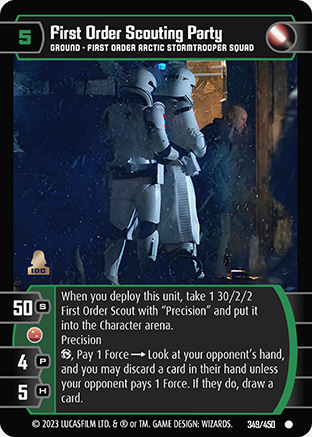 5 First Order Scouting Party
GROUND - FIRST ORDER ARCTIC STORMTROOPER SQUAD
IDC
50 S
4 P
5 H
When you deploy this unit, take 1 30/2/2
First Order Scout with “Precision” and put it
into the Character arena.
Precision
, Pay 1 Force → Look at your opponent's hand,
and you may discard a card in their hand unless
your opponent pays 1 Force. If they do, draw a
card.
© 2023 LUCASFILM LTD. & ® or TM. GAME DESIGN: WIZARDS. 349/450